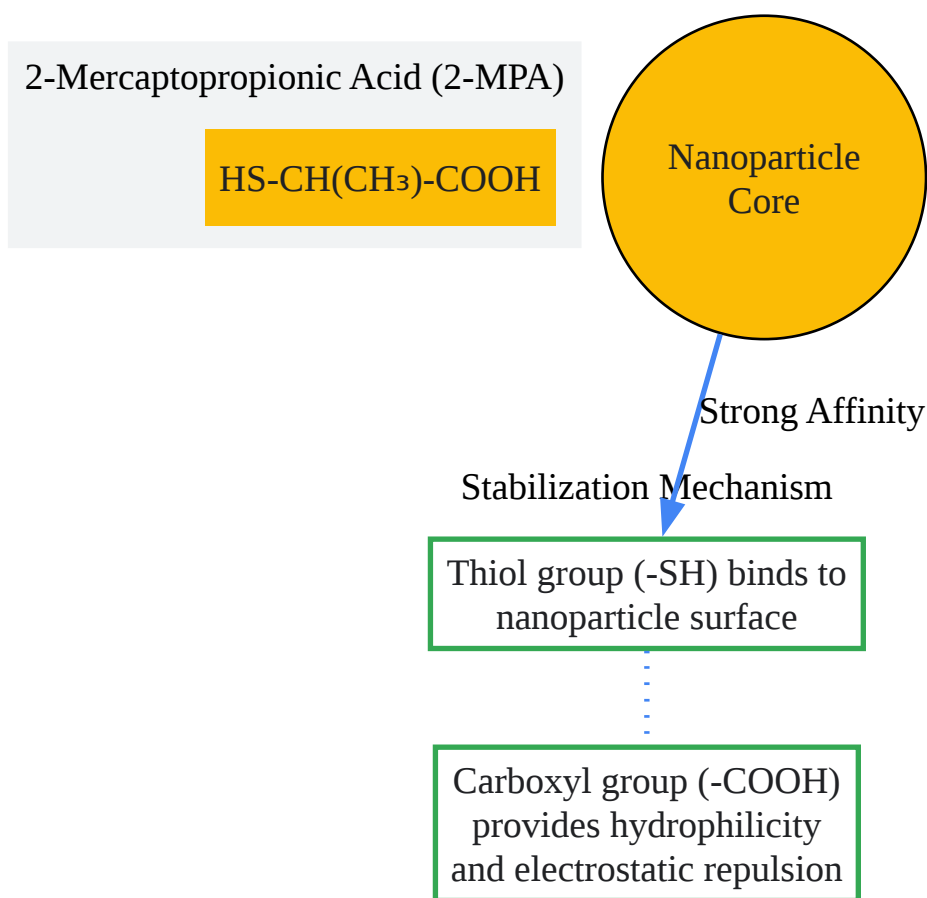 2-Mercaptopropionic Acid (2-MPA)
HS-CH(CH₃)-COOH
Nanoparticle
Core
Strong Affinity
Stabilization Mechanism
Thiol group (-SH) binds to
nanoparticle surface
Carboxyl group (-COOH)
provides hydrophilicity
and electrostatic repulsion